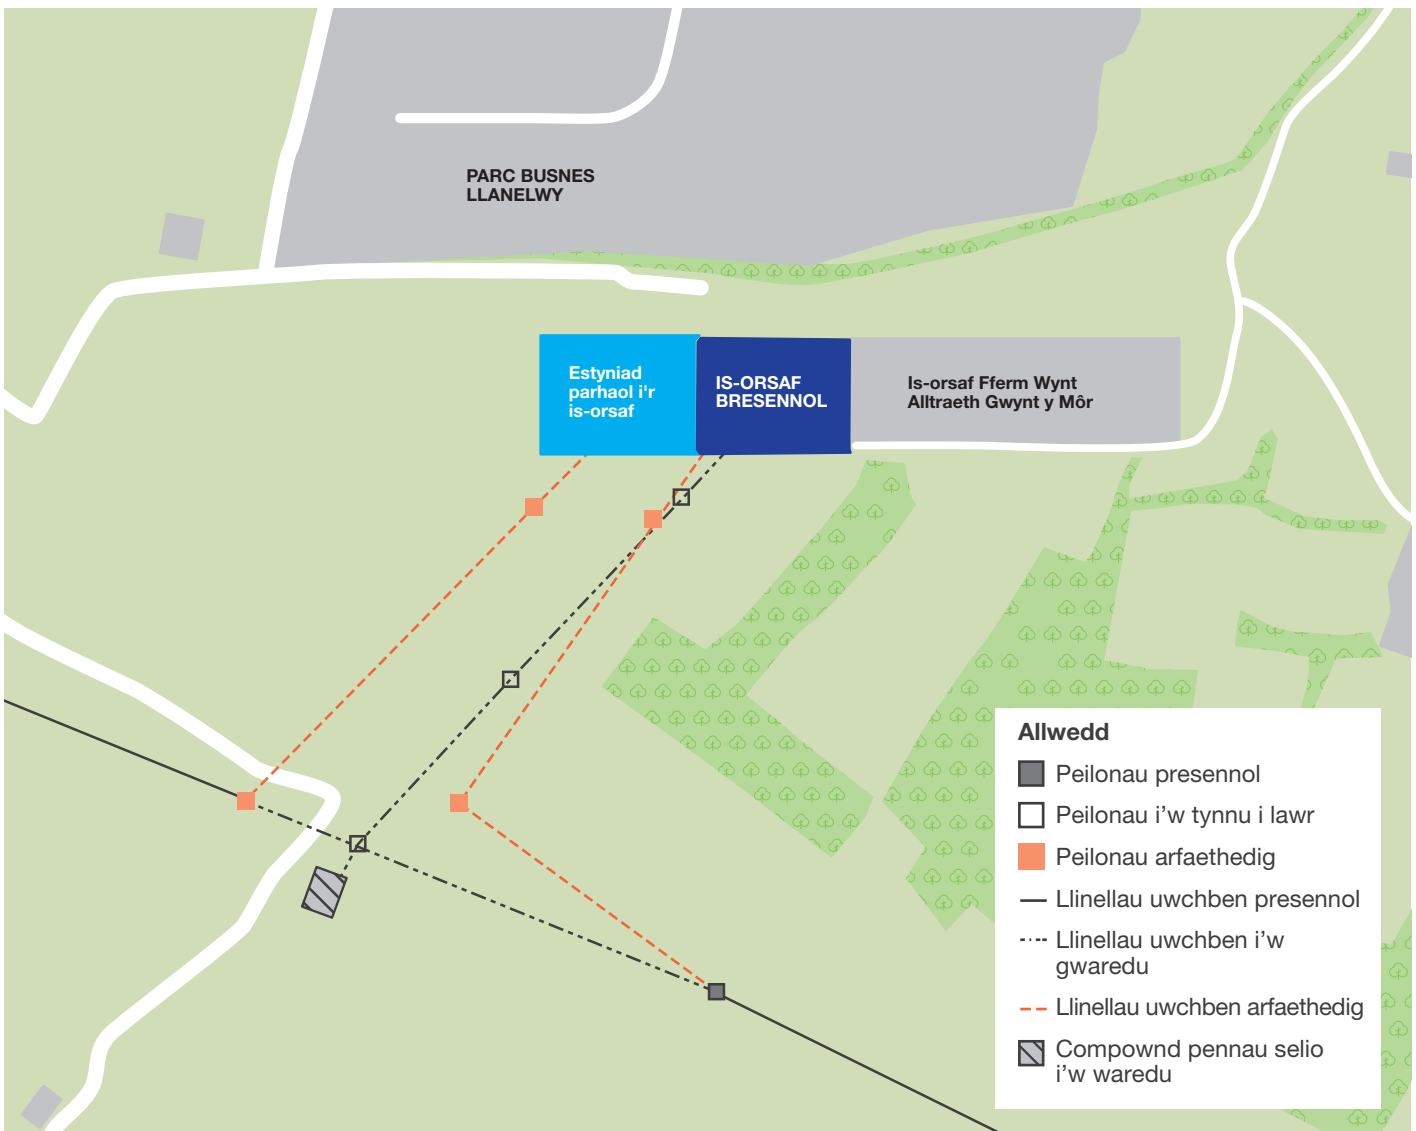 PARC BUSNES
LLANELWY
Estyniad
parhaol i'r
is-orsaf
IS-ORSAF
BRESENNOL
Is-orsaf Fferm Wynt
Alltraeth Gwynt y Môr
Allwedd
Peilonau presennol
Peilonau i’w tynnu i lawr
Peilonau arfaethedig
Llinellau uwchben presennol
Llinellau uwchben i’w
gwaredu
Llinellau uwchben arfaethedig
Compownd pennau selio
i’w waredu